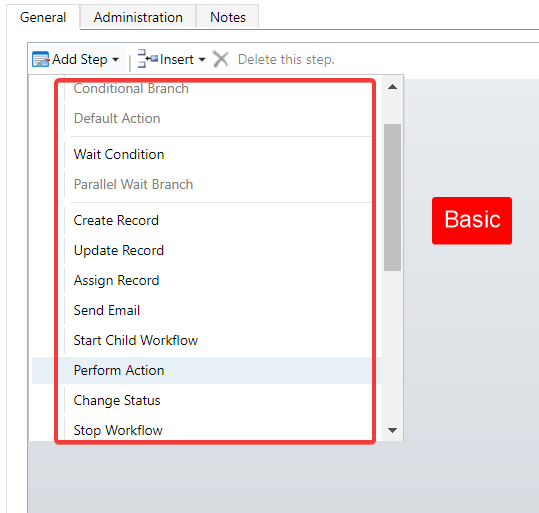 General Administration Notes
Add Step Insert Delete this step.
Conditional Branch
Default Action
Wait Condition
Parallel Wait Branch
Basic
Create Record
Update Record
Assign Record
Send Email
Start Child Workflow
Perform Action
Change Status
Stop Workflow